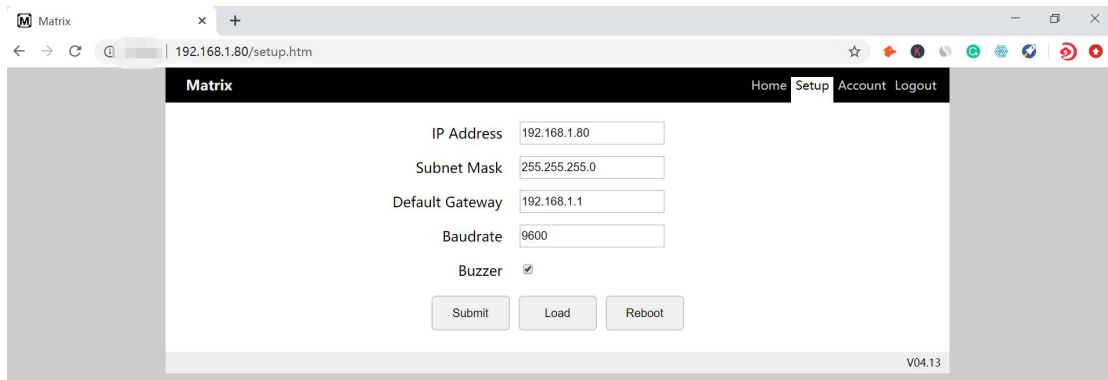 M Matrix
192.168.1.80/setup.htm
Matrix
Home Setup Account Logout
IP Address 192.168.1.80
Subnet Mask 255.255.255.0
Default Gateway 192.168.1.1
Baudrate 9600
Buzzer
Submit Load Reboot
V04.13